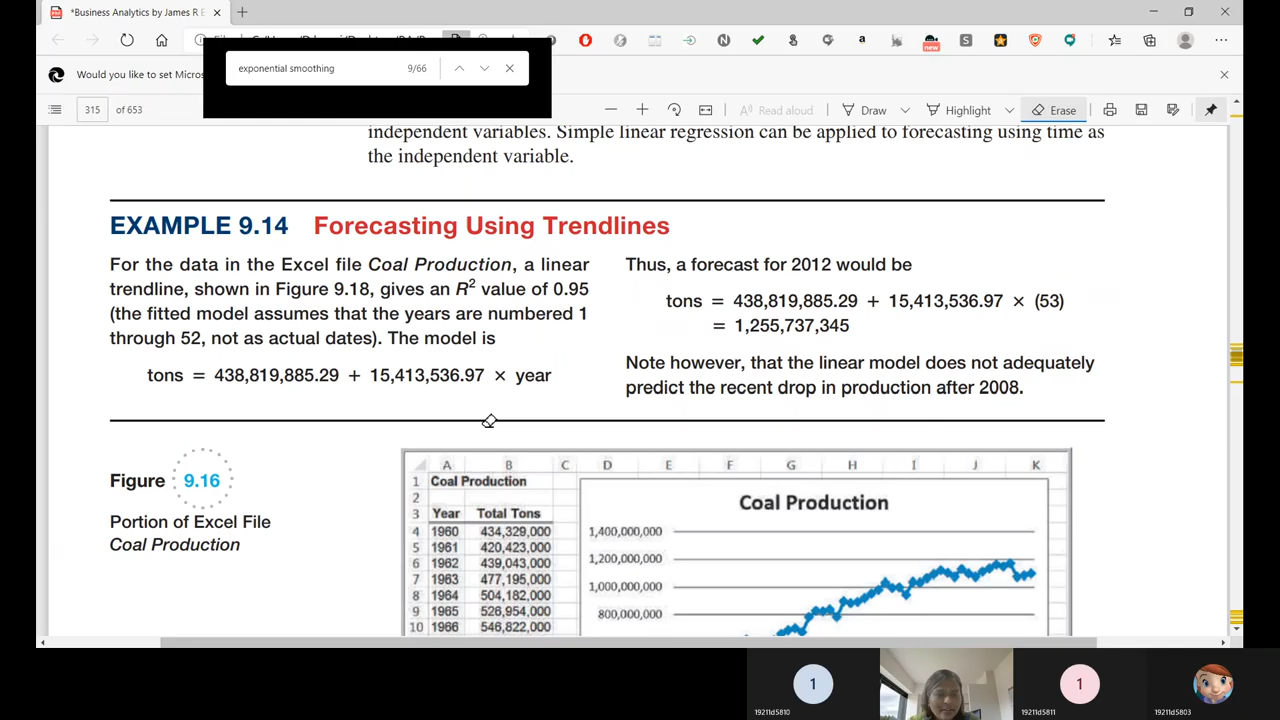 *Business Analytics by James R E
exponential smoothing
9/66
Would you like to set Micros
315
of 653
Read aloud
Draw
Highlight
Erase
new
independent variables. Simple linear regression can be applied to forecasting using time as
the independent variable.
EXAMPLE 9.14 Forecasting Using Trendlines
For the data in the Excel file Coal Production, a linear
trendline, shown in Figure 9.18, gives an R² value of 0.95
(the fitted model assumes that the years are numbered 1
through 52, not as actual dates). The model is
tons = 438,819,885.29 + 15,413,536.97 × year
Thus, a forecast for 2012 would be
tons = 438,819,885.29 + 15,413,536.97 × (53)
= 1,255,737,345
Note however, that the linear model does not adequately
predict the recent drop in production after 2008.
Figure 9.16
Portion of Excel File
Coal Production
A B C D E F G H I J K
1 Coal Production
2
3 Year Total Tons
4 1960 434,329,000
5 1961 420,423,000
6 1962 439,043,000
7 1963 477,195,000
8 1964 504,182,000
9 1965 526,954,000
10 1966 546,822,000
Coal Production
1,400,000,000
1,200,000,000
1,000,000,000
800,000,000
1
19211d5810
1
19211d5811
19211d5803